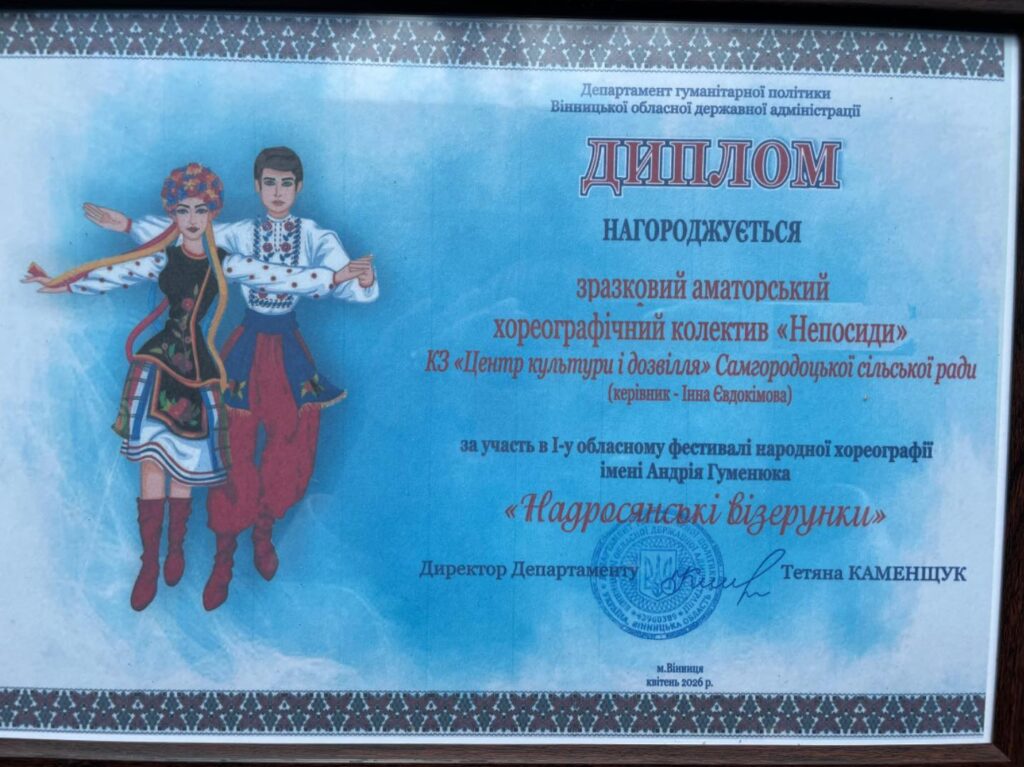 Департамент гуманітарної політики
Вінницької обласної державної адміністрації
ДИПЛОМ
НАГОРОДЖУЄТЬСЯ
зразковий аматорський
хореографічний колектив «Непосиди»
КЗ «Центр культури і дозвілля» Самгородоцької сільської ради
(керівник - Інна Євдокімова)
за участь в І-у обласному фестивалі народної хореографії
імені Андрія Гуменюка
«Надросянські візерунки»
Директор Департаменту Тетяна КАМЕНЩУК
м.Вінниця
квітень 2026 р.